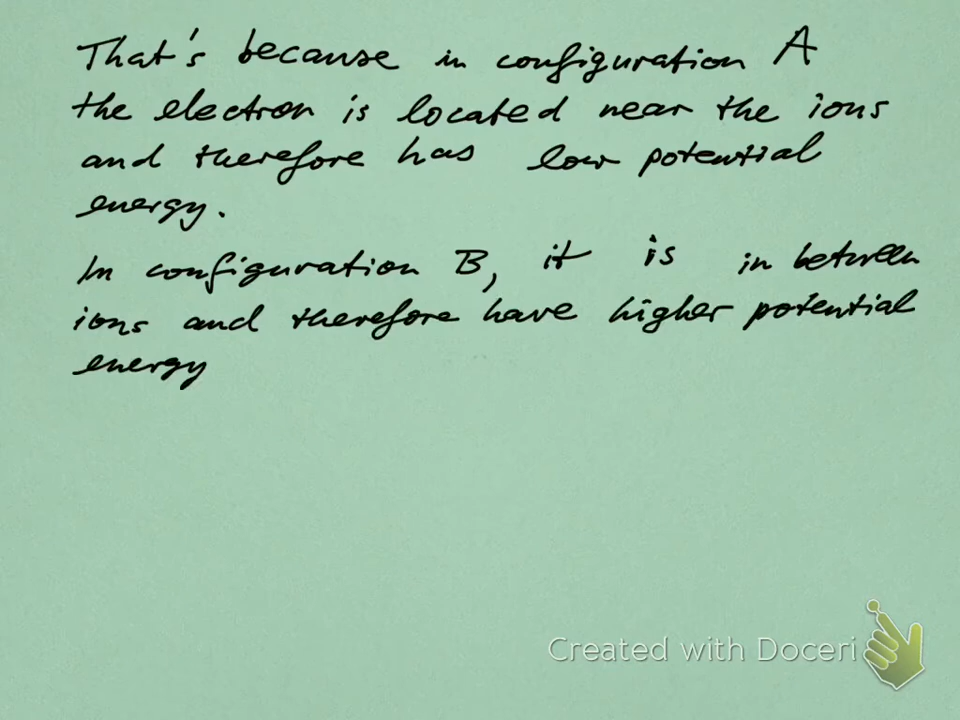 That's because in configuration A
the electron is located near the ions
and therefore has low potential
energy.
In configuration B, it is in between
ions and therefore have higher potential
energy
Created with Doceri